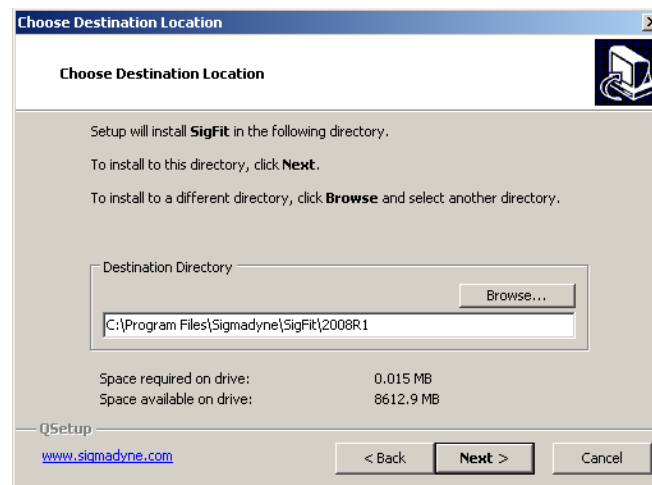 Choose Destination Location
Choose Destination Location
Setup will install SigFit in the following directory.
To install to this directory, click Next.
To install to a different directory, click Browse and select another directory.
Destination Directory
Browse...
C:\Program Files\Sigmadyne\SigFit\2008R1
Space required on drive: 0.015 MB
Space available on drive: 8612.9 MB
QSetup
www.sigmadyne.com
< Back
Next >
Cancel